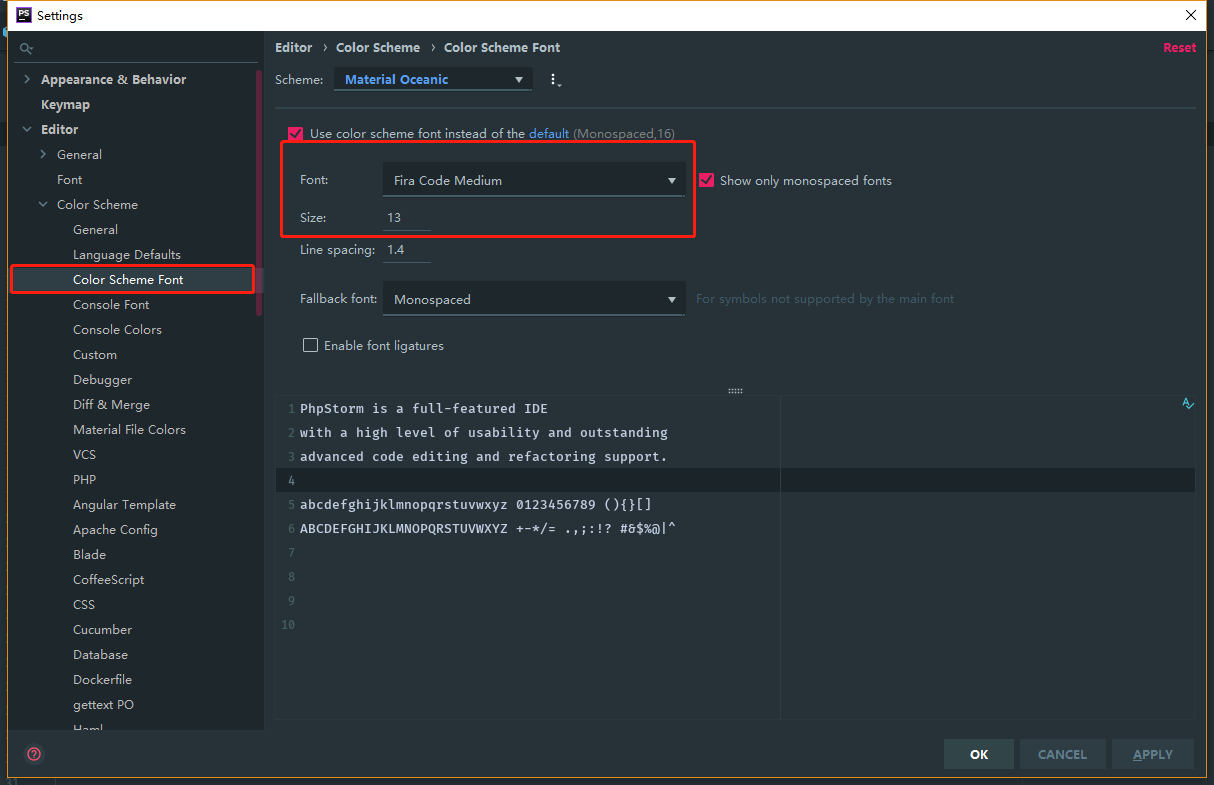 PS Settings
Editor › Color Scheme › Color Scheme Font
Reset
Scheme: Material Oceanic
Appearance & Behavior
Keymap
Editor
General
Font
Color Scheme
General
Language Defaults
Color Scheme Font
Console Font
Console Colors
Custom
Debugger
Diff & Merge
Material File Colors
VCS
PHP
Angular Template
Apache Config
Blade
CoffeeScript
CSS
Cucumber
Database
Dockerfile
gettext PO
Haml
Use color scheme font instead of the default (Monospaced,16)
Font: Fira Code Medium
Show only monospaced fonts
Size: 13
Line spacing: 1.4
Fallback font: Monospaced
For symbols not supported by the main font
Enable font ligatures
1 PhpStorm is a full-featured IDE
2 with a high level of usability and outstanding
3 advanced code editing and refactoring support.
4
5 abcdefghijklmnopqrstuvwxyz 0123456789 (){}[]
6 ABCDEFGHIJKLMNOPQRSTUVWXYZ +-*/= .,;:!? #&$%@|^
7
8
9
10
?
OK CANCEL APPLY